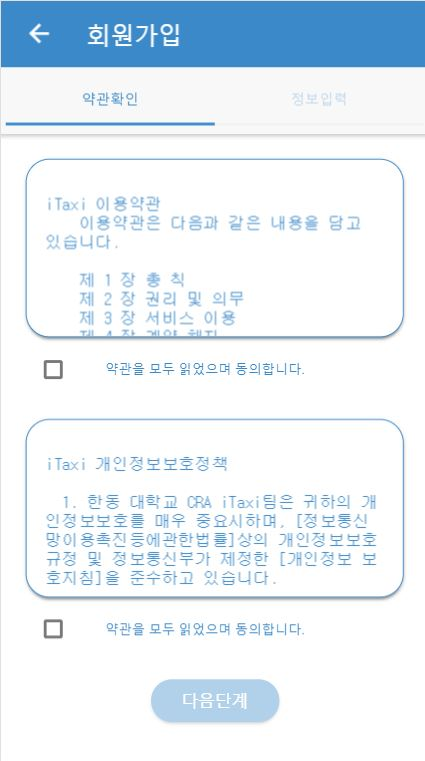 회원가입
약관확인 정보입력
iTaxi 이용약관
이용약관은 다음과 같은 내용을 담고
있습니다.
제 1 장 총 칙
제 2 장 권리 및 의무
제 3 장 서비스 이용
제 4 장 계약 해지
약관을 모두 읽었으며 동의합니다.
iTaxi 개인정보보호정책
1. 한동 대학교 CRA iTaxi팀은 귀하의 개
인정보보호를 매우 중요시하며, [정보통신
망이용촉진등에관한법률]상의 개인정보보호
규정 및 정보통신부가 제정한 [개인정보 보
호지침]을 준수하고 있습니다.
약관을 모두 읽었으며 동의합니다.
다음단계